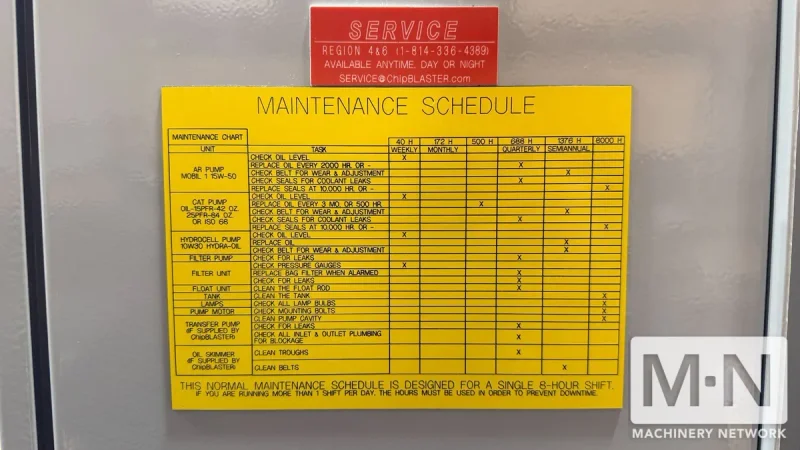 SERVICE
REGION 4&6 (1-814-336-4389)
AVAILABLE ANYTIME, DAY OR NIGHT
SERVICE@ChipBLASTER.com
MAINTENANCE SCHEDULE
MAINTENANCE CHART 40 H 172 H 500 H 688 H 1376 H 8000 H
UNIT TASK WEEKLY MONTHLY QUARTERLY SEMIANNUAL
AR PUMP
MOBIL 1 15W-50
CHECK OIL LEVEL X
REPLACE OIL EVERY 2000 HR. OR - X
CHECK BELT FOR WEAR & ADJUSTMENT X
CHECK SEALS FOR COOLANT LEAKS X
REPLACE SEALS AT 10,000 HR. OR - X
CAT PUMP
OIL-15PFR-42 OZ.
25PFR-84 OZ.
OR ISO 68
CHECK OIL LEVEL X
REPLACE OIL EVERY 3 MO. OR 500 HR. X
CHECK BELT FOR WEAR & ADJUSTMENT X
CHECK SEALS FOR COOLANT LEAKS X
REPLACE SEALS AT 10,000 HR. OR - X
HYDROCELL PUMP
10W30 HYDRA-OIL
CHECK OIL LEVEL X
REPLACE OIL X
CHECK BELT FOR WEAR & ADJUSTMENT X
FILTER PUMP CHECK FOR LEAKS X
FILTER UNIT
CHECK PRESSURE GAUGES X
REPLACE BAG FILTER WHEN ALARMED X
CHECK FOR LEAKS X
FLOAT UNIT CLEAN THE FLOAT ROD X
TANK CLEAN THE TANK X
LAMPS CHECK ALL LAMP BULBS X
PUMP MOTOR CHECK MOUNTING BOLTS X
CLEAN PUMP CAVITY X
TRANSFER PUMP
(IF SUPPLIED BY
ChipBLASTER)
CHECK FOR LEAKS X
CHECK ALL INLET & OUTLET PLUMBING
FOR BLOCKAGE X
OIL SKIMMER
(IF SUPPLIED BY
ChipBLASTER)
CLEAN TROUGHS X
CLEAN BELTS X
THIS NORMAL MAINTENANCE SCHEDULE IS DESIGNED FOR A SINGLE 8-HOUR SHIFT.
IF YOU ARE RUNNING MORE THAN 1 SHIFT PER DAY. THE HOURS MUST BE USED IN ORDER TO PREVENT DOWNTIME.
M·N
MACHINERY NETWORK